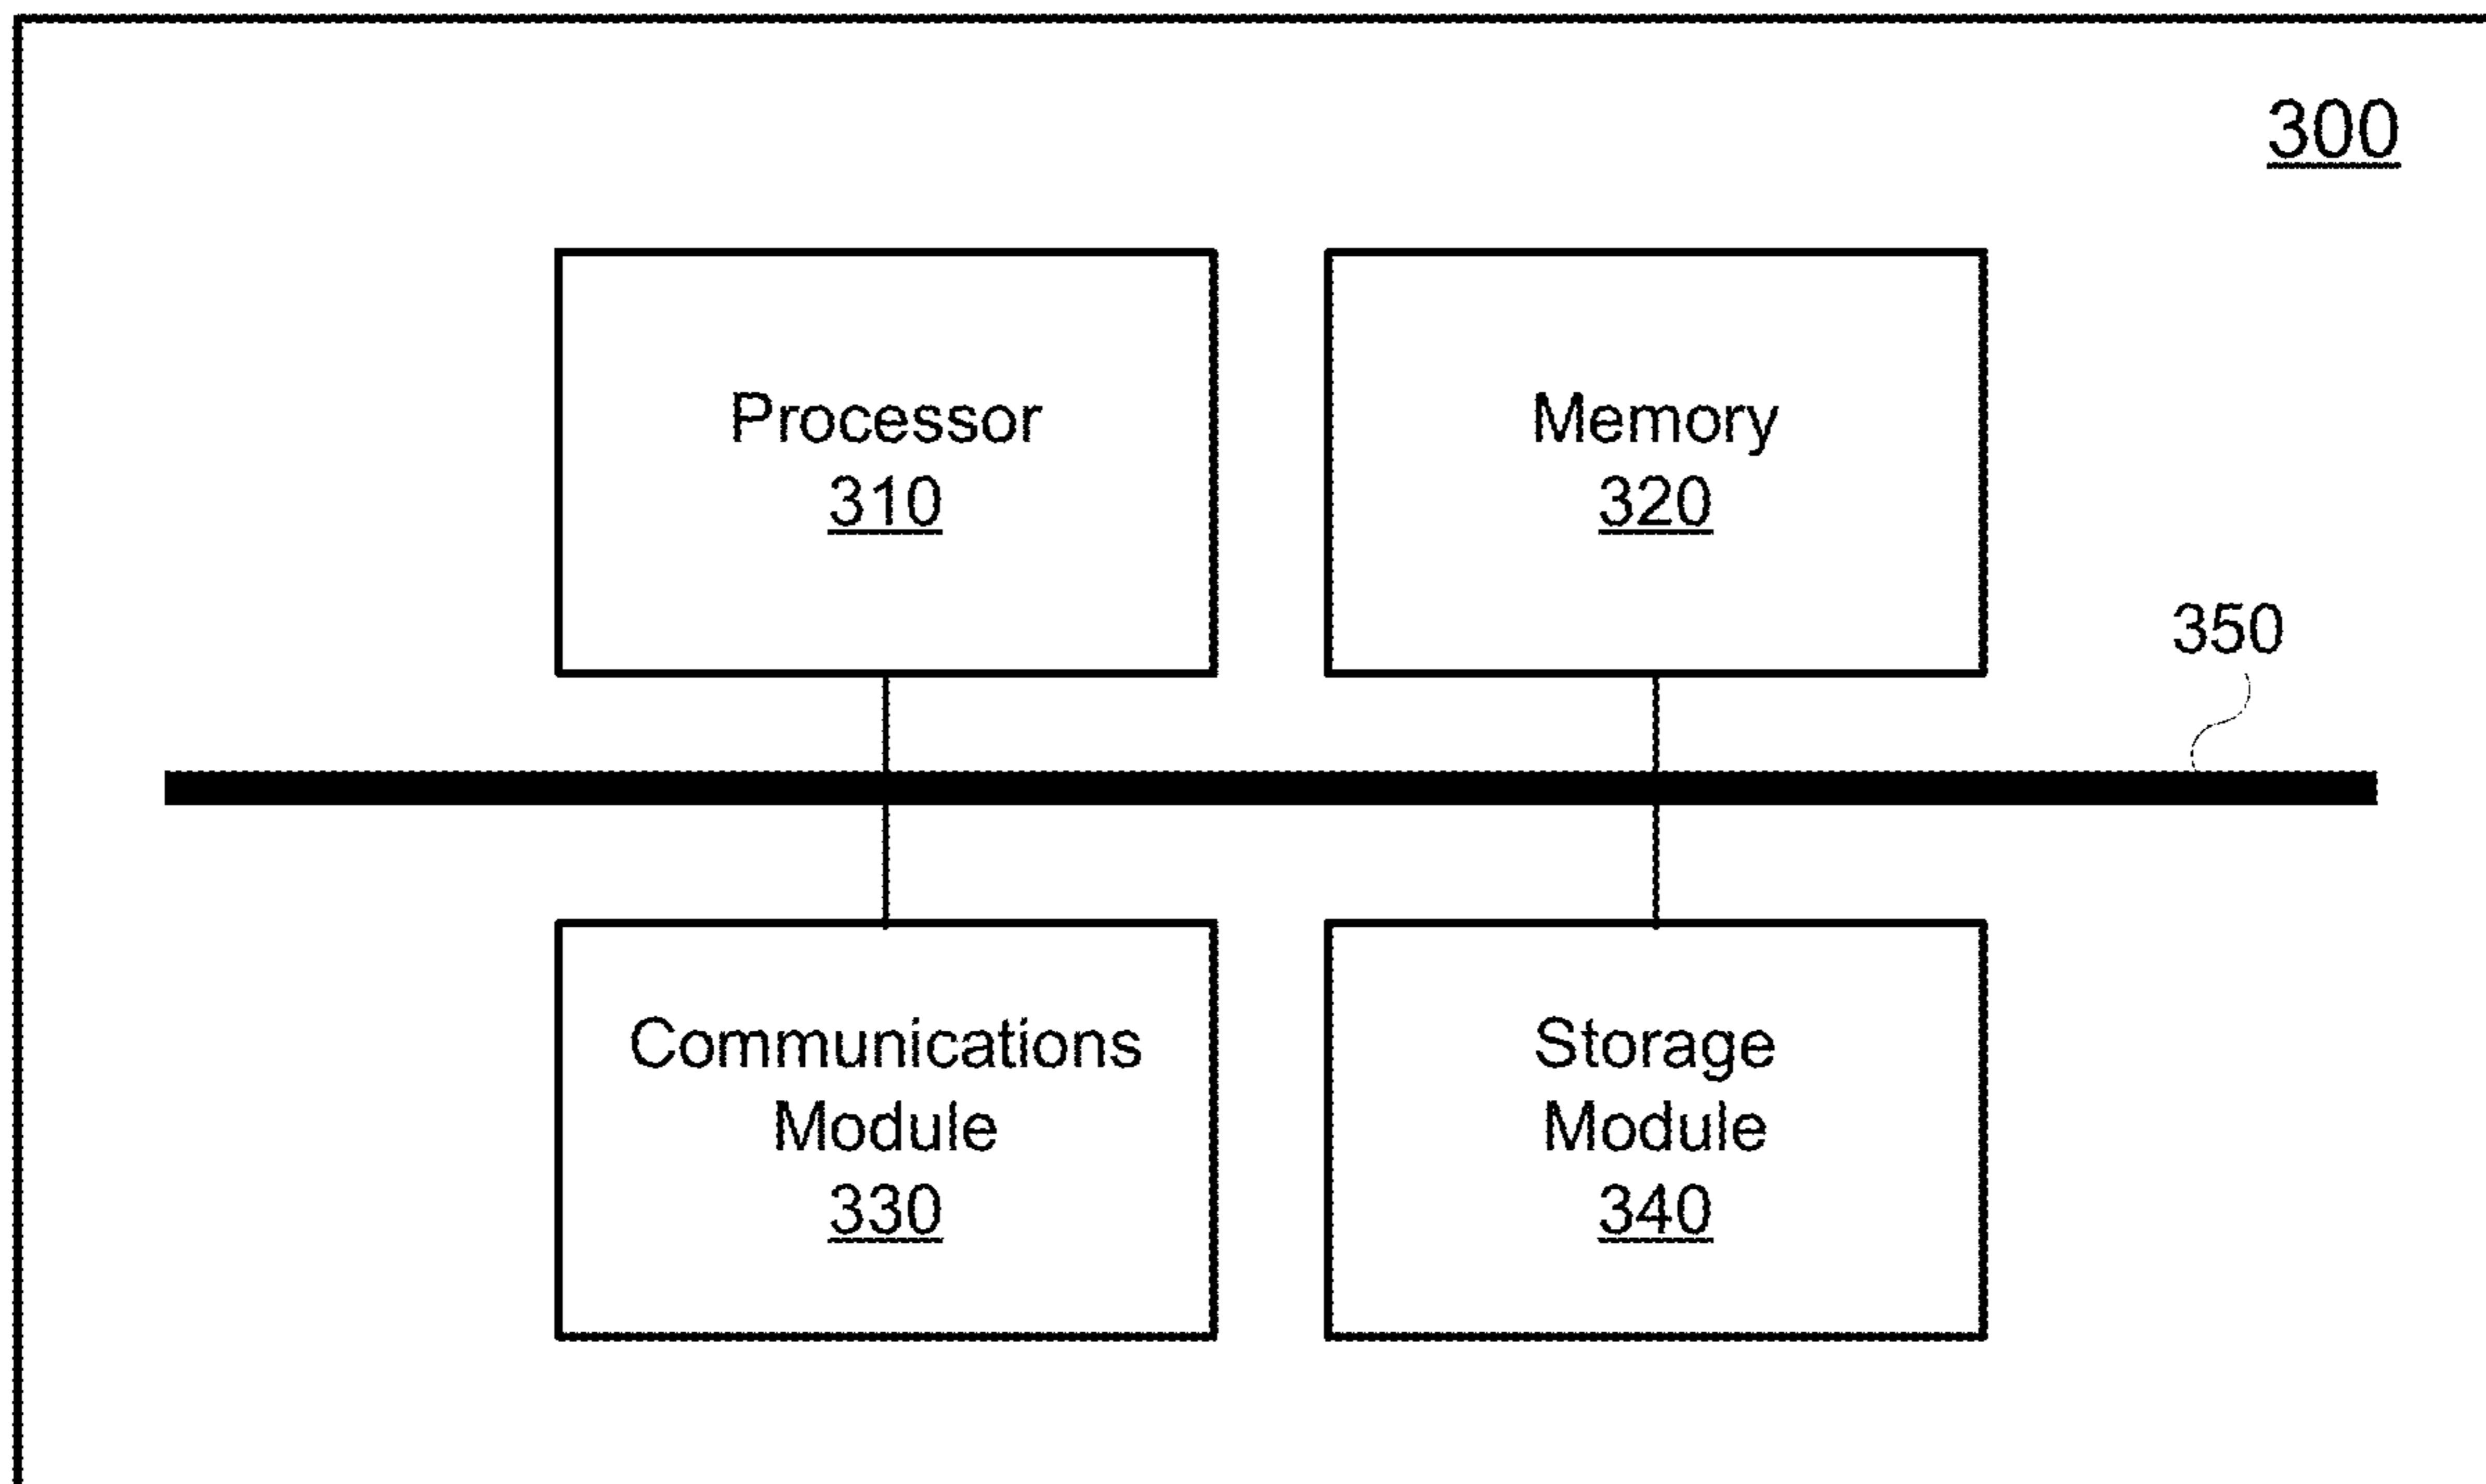 300
Processor
310
Memory
320
350
Communications
Module
330
Storage
Module
340